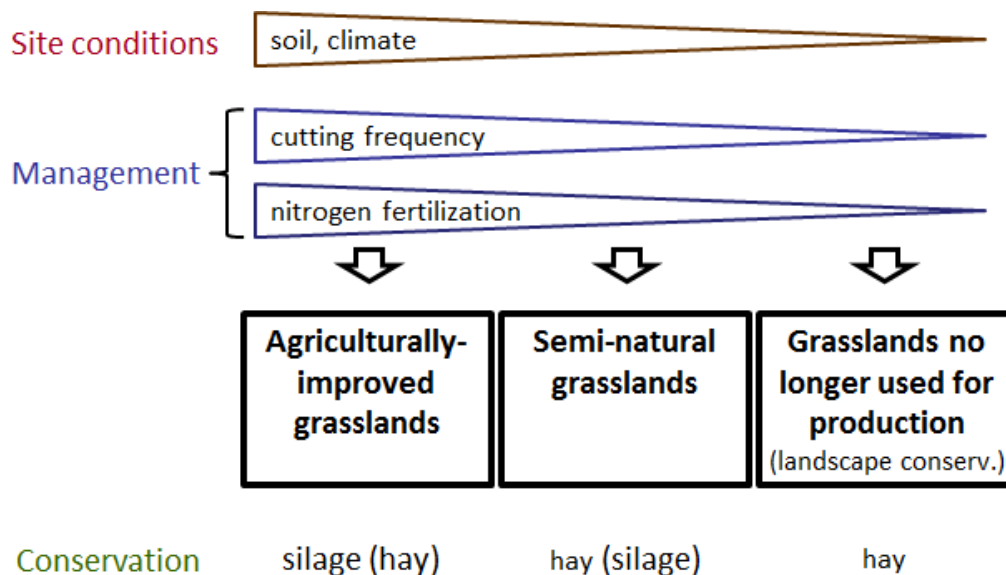 Site conditions
soil, climate
cutting frequency
Management
nitrogen fertilization
Agriculturally-
improved
grasslands
Semi-natural
grasslands
Grasslands no
longer used for
production
(landscape conserv.)
Conservation
silage (hay)
hay (silage)
hay